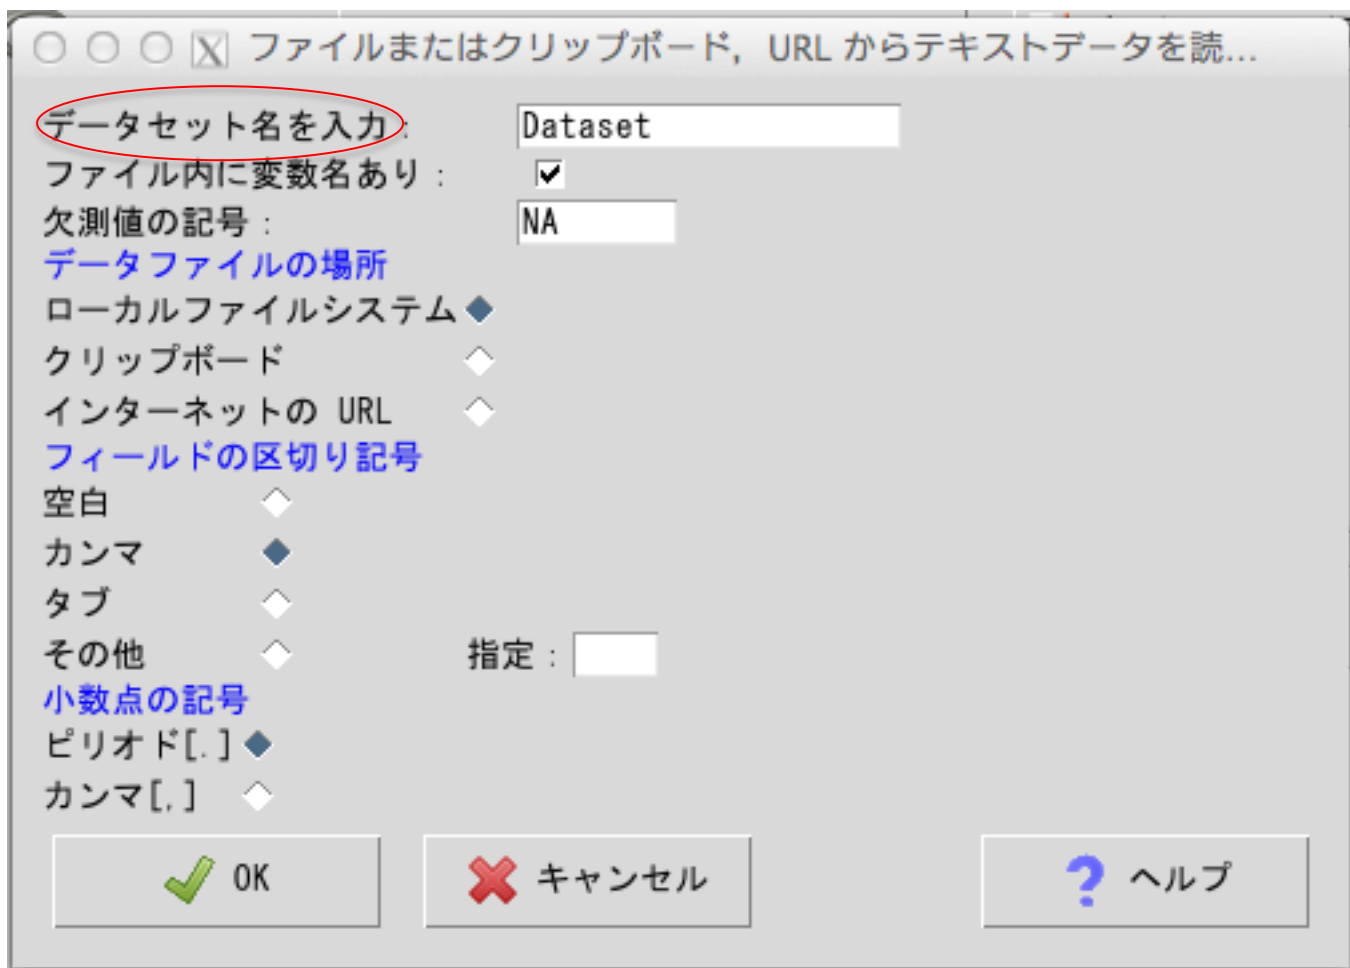 ファイルまたはクリップボード, URL からテキストデータを読...
データセット名を入力: Dataset
ファイル内に変数名あり:
欠測値の記号: NA
データファイルの場所
ローカルファイルシステム
クリップボード
インターネットの URL
フィールドの区切り記号
空白
カンマ
タブ
その他 指定:
小数点の記号
ピリオド[.]
カンマ[,]
OK キャンセル ヘルプ